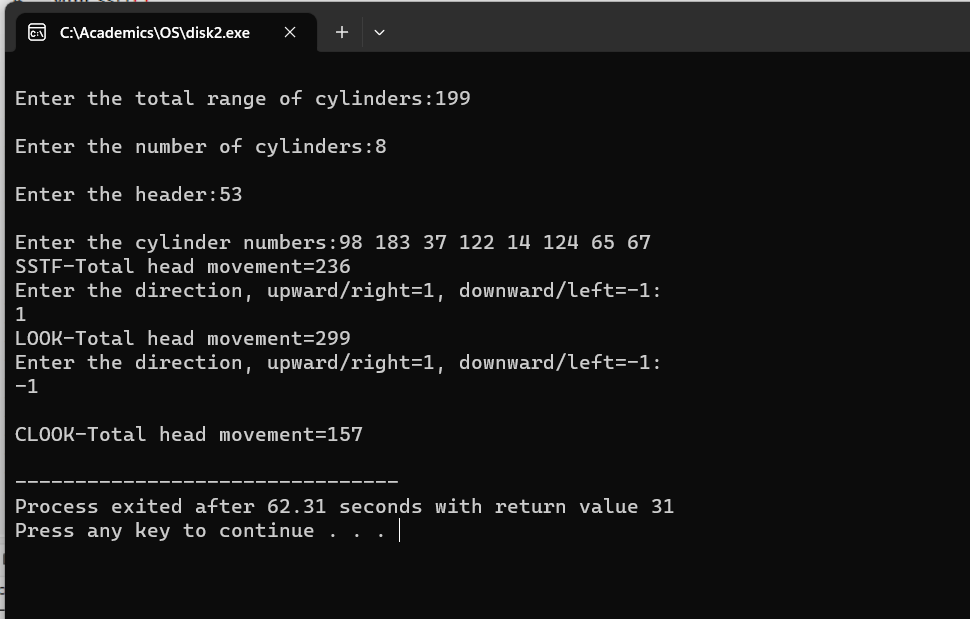 C:\Academics\OS\disk2.exe
Enter the total range of cylinders:199
Enter the number of cylinders:8
Enter the header:53
Enter the cylinder numbers:98 183 37 122 14 124 65 67
SSTF-Total head movement=236
Enter the direction, upward/right=1, downward/left=-1:
1
LOOK-Total head movement=299
Enter the direction, upward/right=1, downward/left=-1:
-1
CLOOK-Total head movement=157
--------------------------------
Process exited after 62.31 seconds with return value 31
Press any key to continue . . .